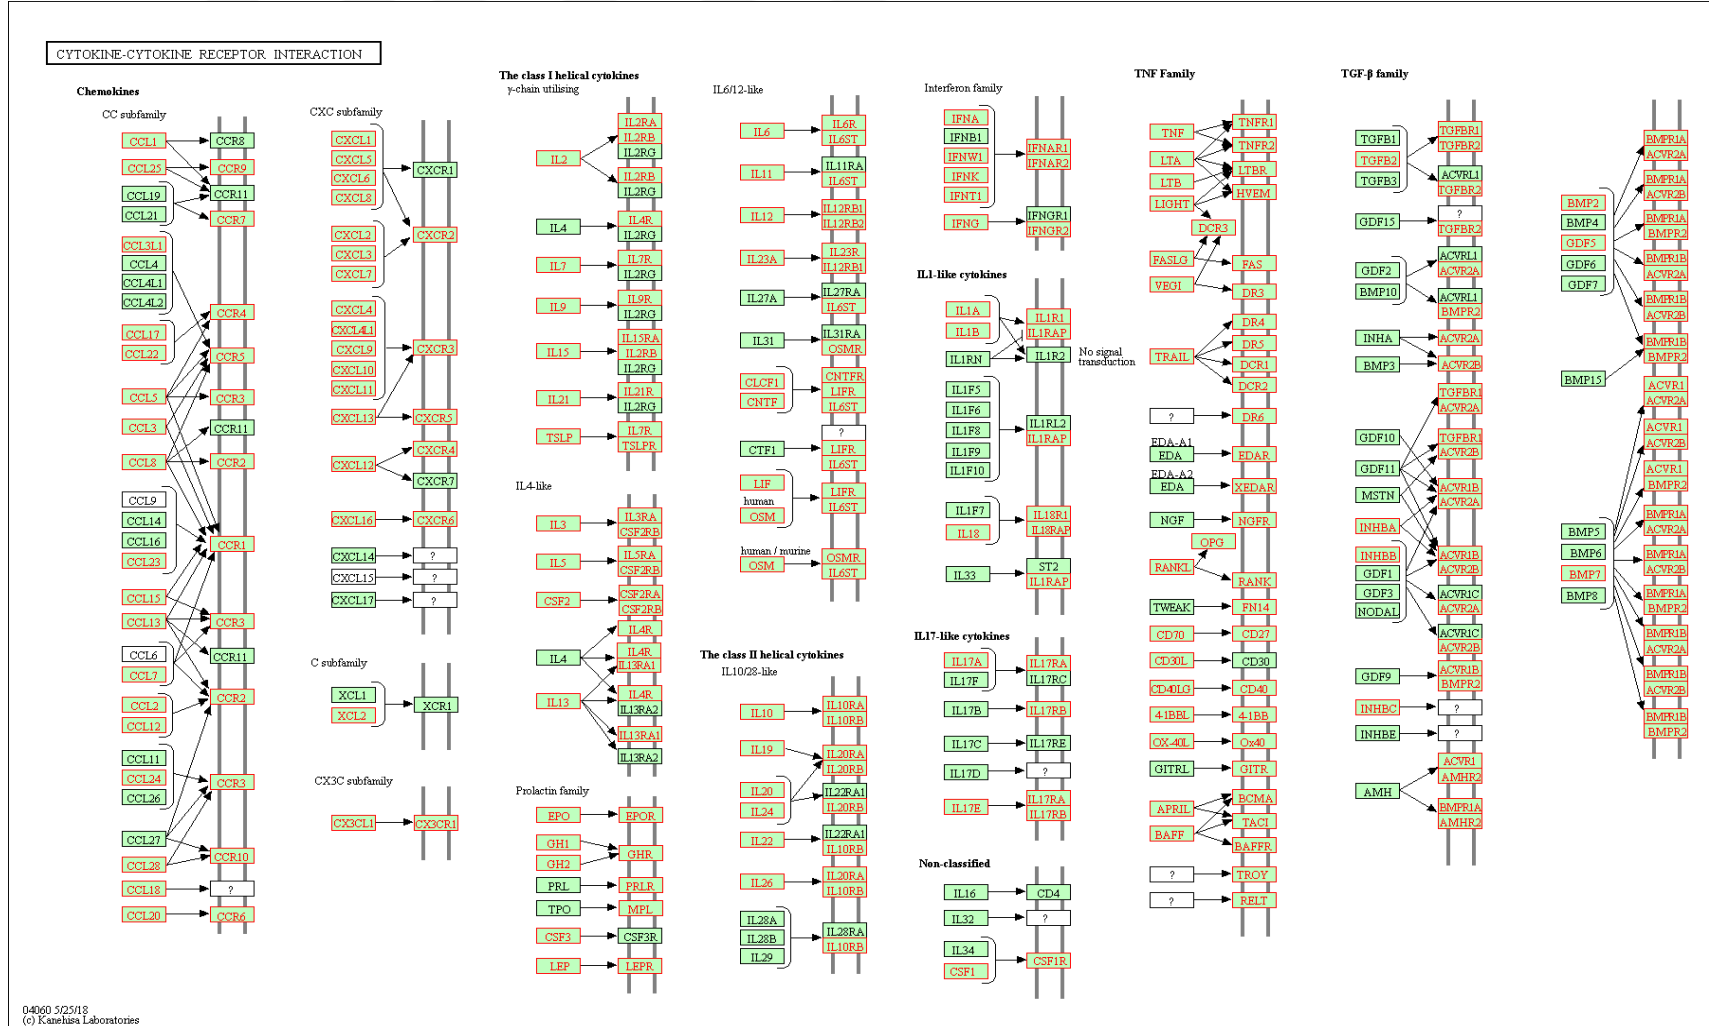 CYTOKINE-CYTOKINE RECEPTOR INTERACTION
Chemokines
CC subfamily
CCL1
CCR8
CCL25
CCR9
CCL19
CCR11
CCL21
CCR7
CCL3L1
CCL4
CCL4L1
CCL4L2
CCR4
CCL17
CCL22
CCR5
CCL5
CCR3
CCL3
CCR11
CCL8
CCR2
CCL9
CCL14
CCL16
CCL23
CCR1
CCL15
CCL13
CCR3
CCL6
CCR11
CCL7
CCR2
CCL2
CCL12
CCL11
CCL24
CCL26
CCR3
CCL27
CCR10
CCL28
CCL18
?
CCL20
CCR6
CXC subfamily
CXCL1
CXCL5
CXCL6
CXCL8
CXCR1
CXCL2
CXCL3
CXCL7
CXCR2
CXCL4
CXCL4L1
CXCL9
CXCL10
CXCL11
CXCR3
CXCL13
CXCR5
CXCL12
CXCR4
CXCR7
CXCL16
CXCR6
CXCL14
?
CXCL15
?
CXCL17
?
C subfamily
XCL1
XCL2
XCR1
CX3C subfamily
CX3CL1
CX3CR1
The class I helical cytokines
γ-chain utilising
IL2
IL2RA
IL2RB
IL2RG
IL2RB
IL2RG
IL4
IL4R
IL2RG
IL7
IL7R
IL2RG
IL9
IL9R
IL2RG
IL15
IL15RA
IL2RB
IL2RG
IL21
IL21R
IL2RG
TSLP
IL7R
TSLPR
IL4-like
IL3
IL3RA
CSF2RB
IL5
IL5RA
CSF2RB
CSF2
CSF2RA
CSF2RB
IL4R
IL4
IL4R
IL13RA1
IL13
IL4R
IL13RA2
IL13RA1
IL13RA2
Prolactin family
EPO
EPOR
GH1
GH2
GHR
PRL
PRLR
TPO
MPL
CSF3
CSF3R
LEP
LEPR
IL6/12-like
IL6
IL6R
IL6ST
IL11
IL11RA
IL6ST
IL12
IL12RB1
IL12RB2
IL23A
IL23R
IL12RB1
IL27A
IL27RA
IL6ST
IL31
IL31RA
OSMR
CLCF1
CNTF
CNTFR
LIFR
IL6ST
CTF1
?
LIFR
IL6ST
LIF
human
OSM
LIFR
IL6ST
human / murine
OSM
OSMR
IL6ST
The class II helical cytokines
IL10/28-like
IL10
IL10RA
IL10RB
IL19
IL20RA
IL20RB
IL20
IL24
IL22RA1
IL20RB
IL22
IL22RA1
IL10RB
IL26
IL20RA
IL10RB
IL28A
IL28B
IL29
IL28RA
IL10RB
Interferon family
IFNA
IFNB1
IFNW1
IFNK
IFNT1
IFNAR1
IFNAR2
IFNG
IFNGR1
IFNGR2
IL1-like cytokines
IL1A
IL1B
IL1R1
IL1RAP
IL1RN
IL1R2
No signal
transduction
IL1F5
IL1F6
IL1F8
IL1F9
IL1F10
IL1RL2
IL1RAP
IL1F7
IL18
IL18R1
IL18RAP
IL33
ST2
IL1RAP
IL17-like cytokines
IL17A
IL17F
IL17RA
IL17RC
IL17B
IL17RB
IL17C
IL17RE
IL17D
?
IL17E
IL17RA
IL17RB
Non-classified
IL16
CD4
IL32
?
IL34
CSF1
CSF1R
TNF Family
TNF
TNFR1
TNFR2
LTA
LTBR
LTB
HVEM
LIGHT
DCR3
FASLG
FAS
VEGI
DR3
TRAIL
DR4
DR5
DCR1
DCR2
?
DR6
EDA-A1
EDA
EDAR
EDA-A2
EDA
XEDAR
NGF
NGFR
OPG
RANKL
RANK
TWEAK
FN14
CD70
CD27
CD30L
CD30
CD40LG
CD40
4-1BBL
4-1BB
OX-40L
Ox40
GITRL
GITR
APRIL
BCMA
TACI
BAFF
BAFFR
?
TROY
?
RELT
TGF-β family
TGFB1
TGFB2
TGFB3
TGFBR1
TGFBR2
ACVRL1
TGFBR2
GDF15
?
TGFBR2
GDF2
BMP10
ACVRL1
ACVR2A
ACVRL1
BMPR2
INHA
ACVR2A
BMP3
ACVR2B
TGFBR1
ACVR2A
GDF10
TGFBR1
ACVR2B
GDF11
MSTN
ACVR1B
ACVR2A
INHBA
INHBB
GDF1
GDF3
NODAL
ACVR1B
ACVR2B
ACVR1C
ACVR2A
ACVR1C
ACVR2B
GDF9
ACVR1B
BMPR2
INHBC
?
INHBE
?
AMH
ACVR1
AMHR2
BMPR1A
AMHR2
BMP2
BMP4
GDF5
GDF6
GDF7
BMPR1A
ACVR2A
BMPR1A
ACVR2B
BMPR1A
BMPR2
BMPR1B
ACVR2A
BMPR1B
ACVR2B
BMPR1B
BMPR2
BMP15
ACVR1
ACVR2A
ACVR1
ACVR2B
ACVR1
BMPR2
BMP5
BMP6
BMP7
BMP8
BMPR1A
ACVR2A
BMPR1A
ACVR2B
BMPR1A
BMPR2
BMPR1B
ACVR2A
BMPR1B
ACVR2B
BMPR1B
BMPR2
04060 5/25/18
(c) Kanehisa Laboratories